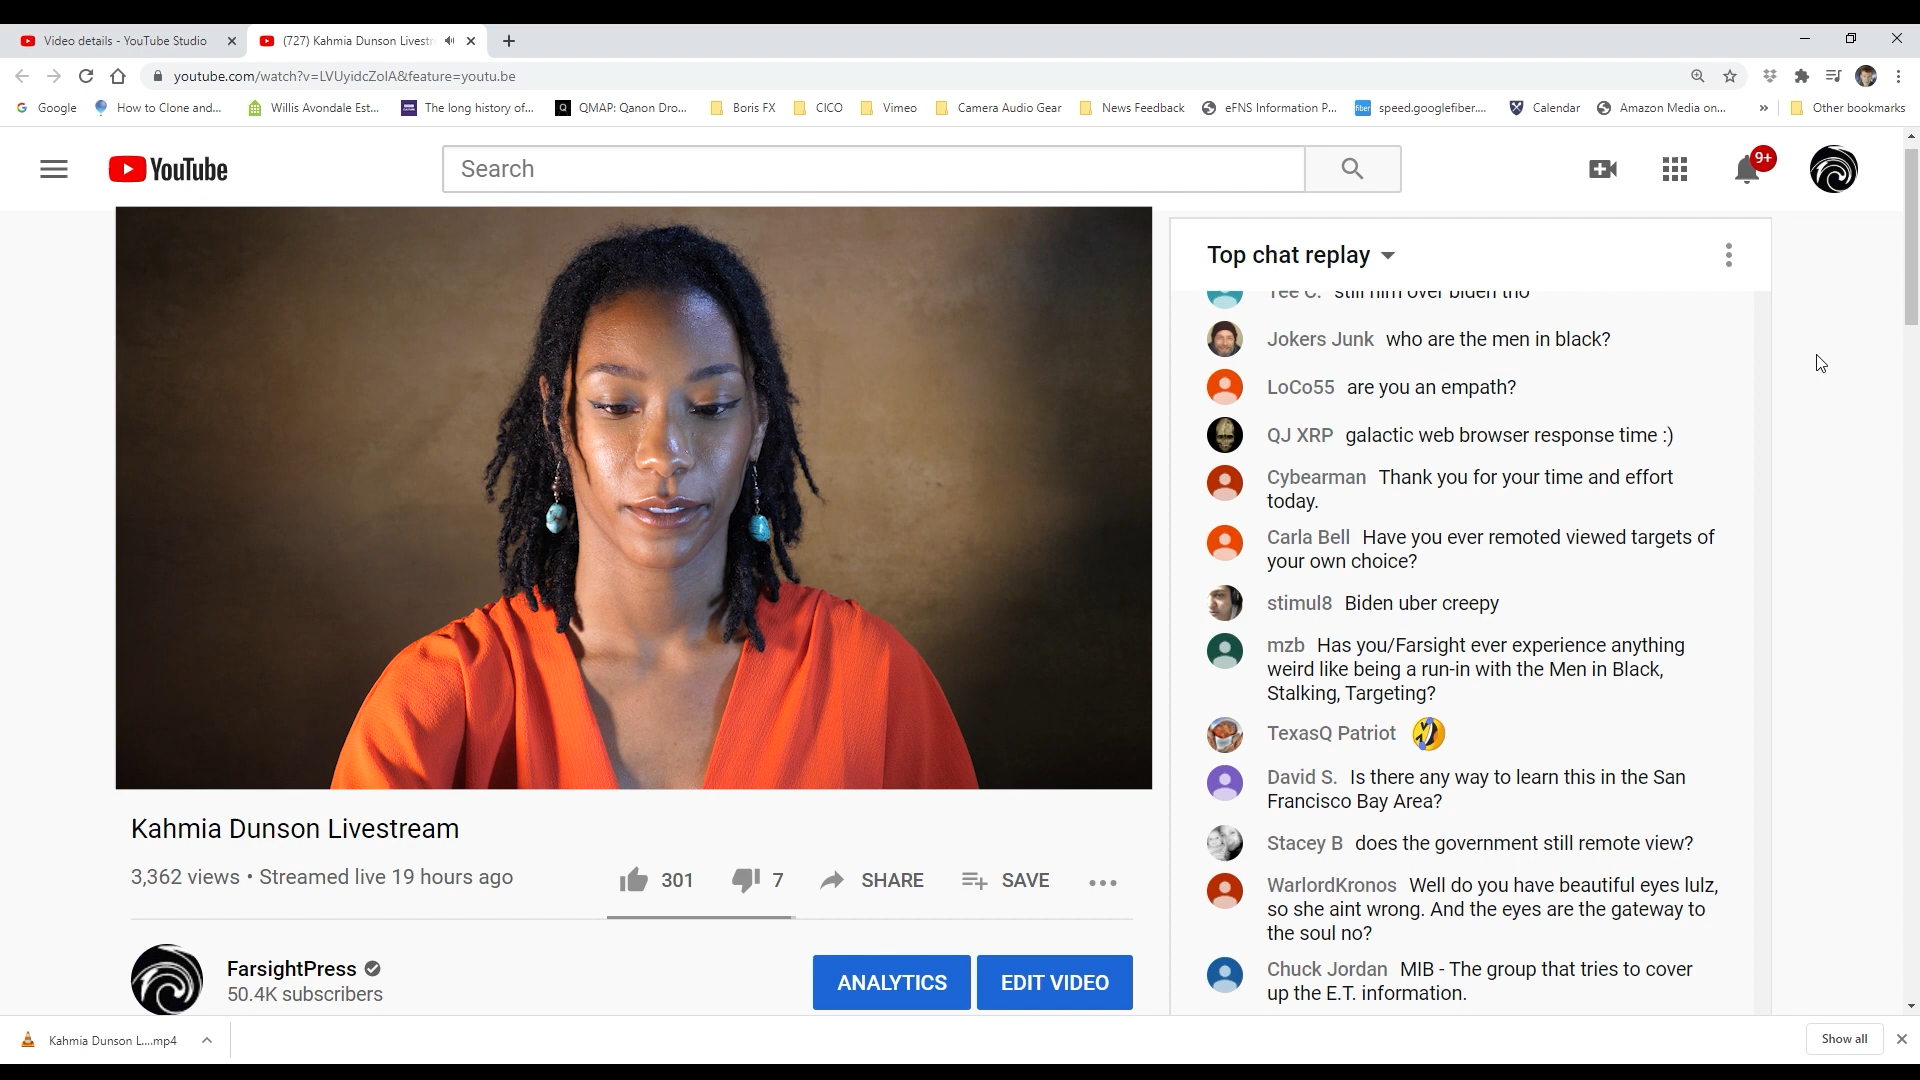 Video details - YouTube Studio
(727) Kahmia Dunson Livestr
youtube.com/watch?v=LVUyidcZolA&feature=youtu.be
Google
How to Clone and...
Willis Avondale Est...
The long history of...
QMAP: Qanon Dro...
Boris FX
CICO
Vimeo
Camera Audio Gear
News Feedback
eFNS Information P...
speed.googlefiber....
Calendar
Amazon Media on...
»
Other bookmarks
YouTube
Search
9+
Top chat replay
Tee C. still him over biden tho
Jokers Junk who are the men in black?
LoCo55 are you an empath?
QJ XRP galactic web browser response time :)
Cybearman Thank you for your time and effort
today.
Carla Bell Have you ever remoted viewed targets of
your own choice?
stimul8 Biden uber creepy
mzb Has you/Farsight ever experience anything
weird like being a run-in with the Men in Black,
Stalking, Targeting?
TexasQ Patriot
David S. Is there any way to learn this in the San
Francisco Bay Area?
Stacey B does the government still remote view?
WarlordKronos Well do you have beautiful eyes lulz,
so she aint wrong. And the eyes are the gateway to
the soul no?
Chuck Jordan MIB - The group that tries to cover
up the E.T. information.
Kahmia Dunson Livestream
3,362 views • Streamed live 19 hours ago
301
7
SHARE
SAVE
FarsightPress
50.4K subscribers
ANALYTICS
EDIT VIDEO
Kahmia Dunson L....mp4
Show all